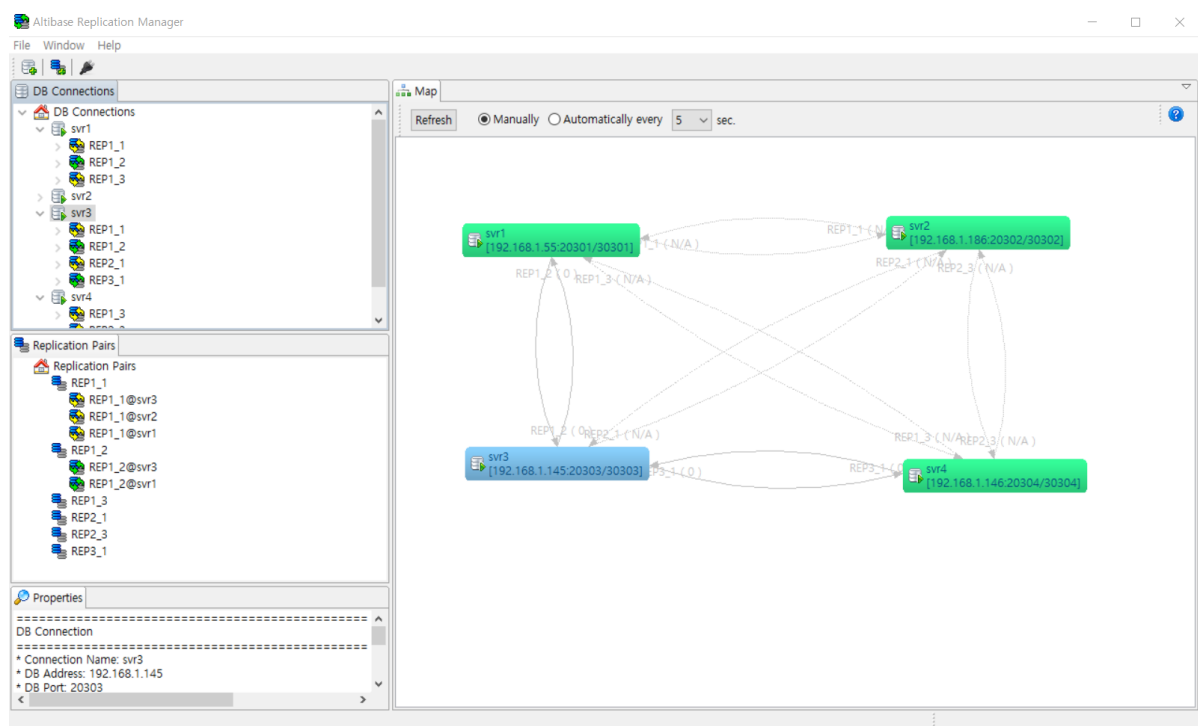 Altibase Replication Manager
File Window Help
DB Connections
DB Connections
svr1
REP1_1
REP1_2
REP1_3
svr2
svr3
REP1_1
REP1_2
REP2_1
REP3_1
svr4
REP1_3
Replication Pairs
Replication Pairs
REP1_1
REP1_1@svr3
REP1_1@svr2
REP1_1@svr1
REP1_2
REP1_2@svr3
REP1_2@svr1
REP1_3
REP2_1
REP2_3
REP3_1
Properties
================================================
DB Connection
================================================
* Connection Name: svr3
* DB Address: 192.168.1.145
* DB Port: 20303
Map
Refresh Manually Automatically every 5 sec.
svr1
[192.168.1.55:20301/30301]
_1 ( N/A )
REP1_1 ( N
svr2
[192.168.1.186:20302/30302]
REP1_2 ( 0 )
REP1_3 ( N/A )
REP2_1 ( N/A
REP2_3 ( N/A )
REP1_2 ( 0
REP2_1 ( N/A )
REP1_3 ( N/A
REP2_3 ( N/A )
svr3
[192.168.1.145:20303/30303]
P3_1 ( 0 )
REP3_1 ( 0
svr4
[192.168.1.146:20304/30304]